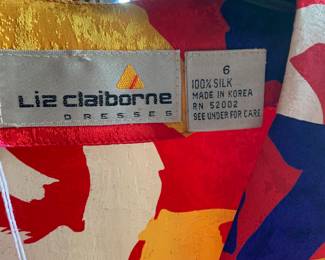 Liz claiborne
DRESSES
6
100% SILK
MADE IN KOREA
RN 52002
SEE UNDER FOR CARE